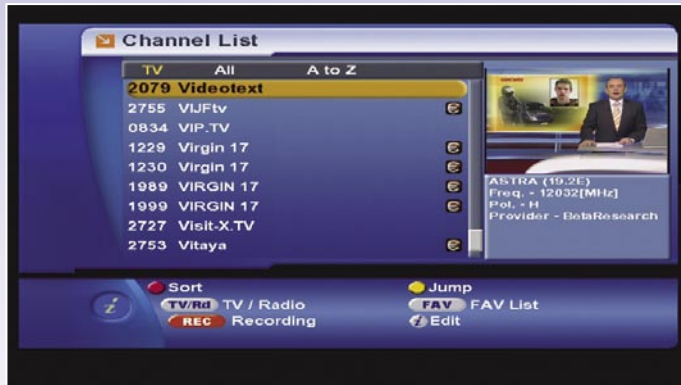 Channel List
TV All A to Z
2079 Videotext
2755 VIJFtv
0834 VIP.TV
1229 Virgin 17
1230 Virgin 17
1989 VIRGIN 17
1999 VIRGIN 17
2727 Visit-X.TV
2753 Vitaya
ASTRA (19.2E)
Freq. - 12032[MHz]
Pol. - H
Provider - BetaResearch
Sort
Jump
TV/Rd TV / Radio
FAV FAV List
REC Recording
i Edit
i